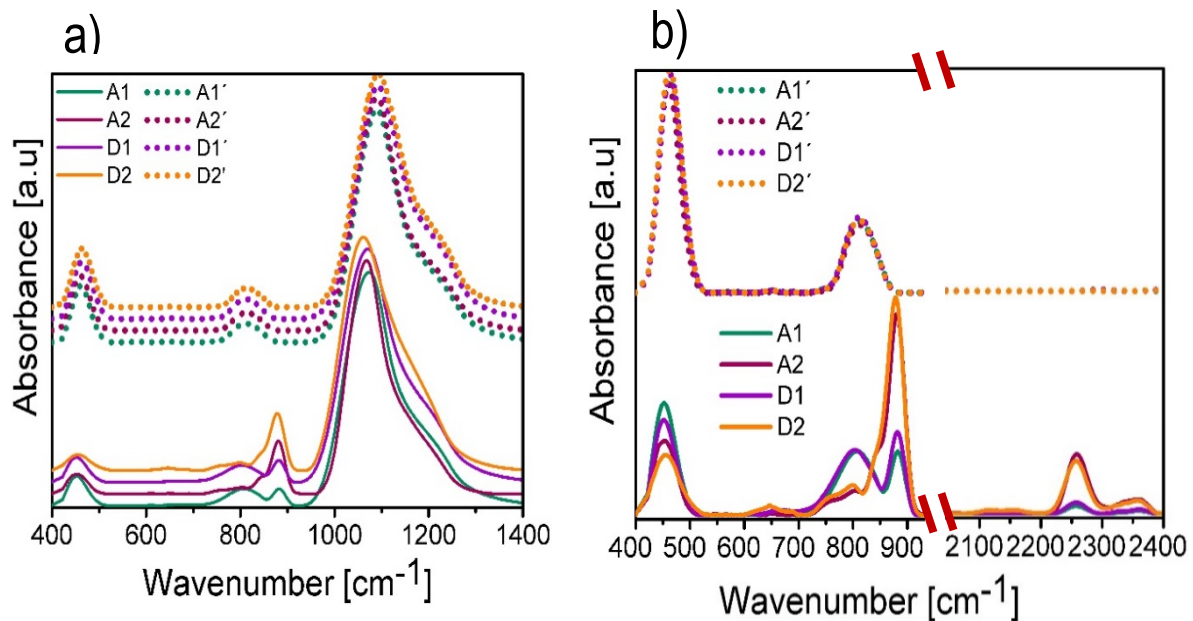 a)
A1 A1´
A2 A2´
D1 D1´
D2 D2'
Absorbance [a.u]
400 600 800 1000 1200 1400
Wavenumber [cm-1]
b)
A1´
A2´
D1´
D2´
A1
A2
D1
D2
Absorbance [a.u]
400 500 600 700 800 900 2100 2200 2300 2400
Wavenumber [cm-1]